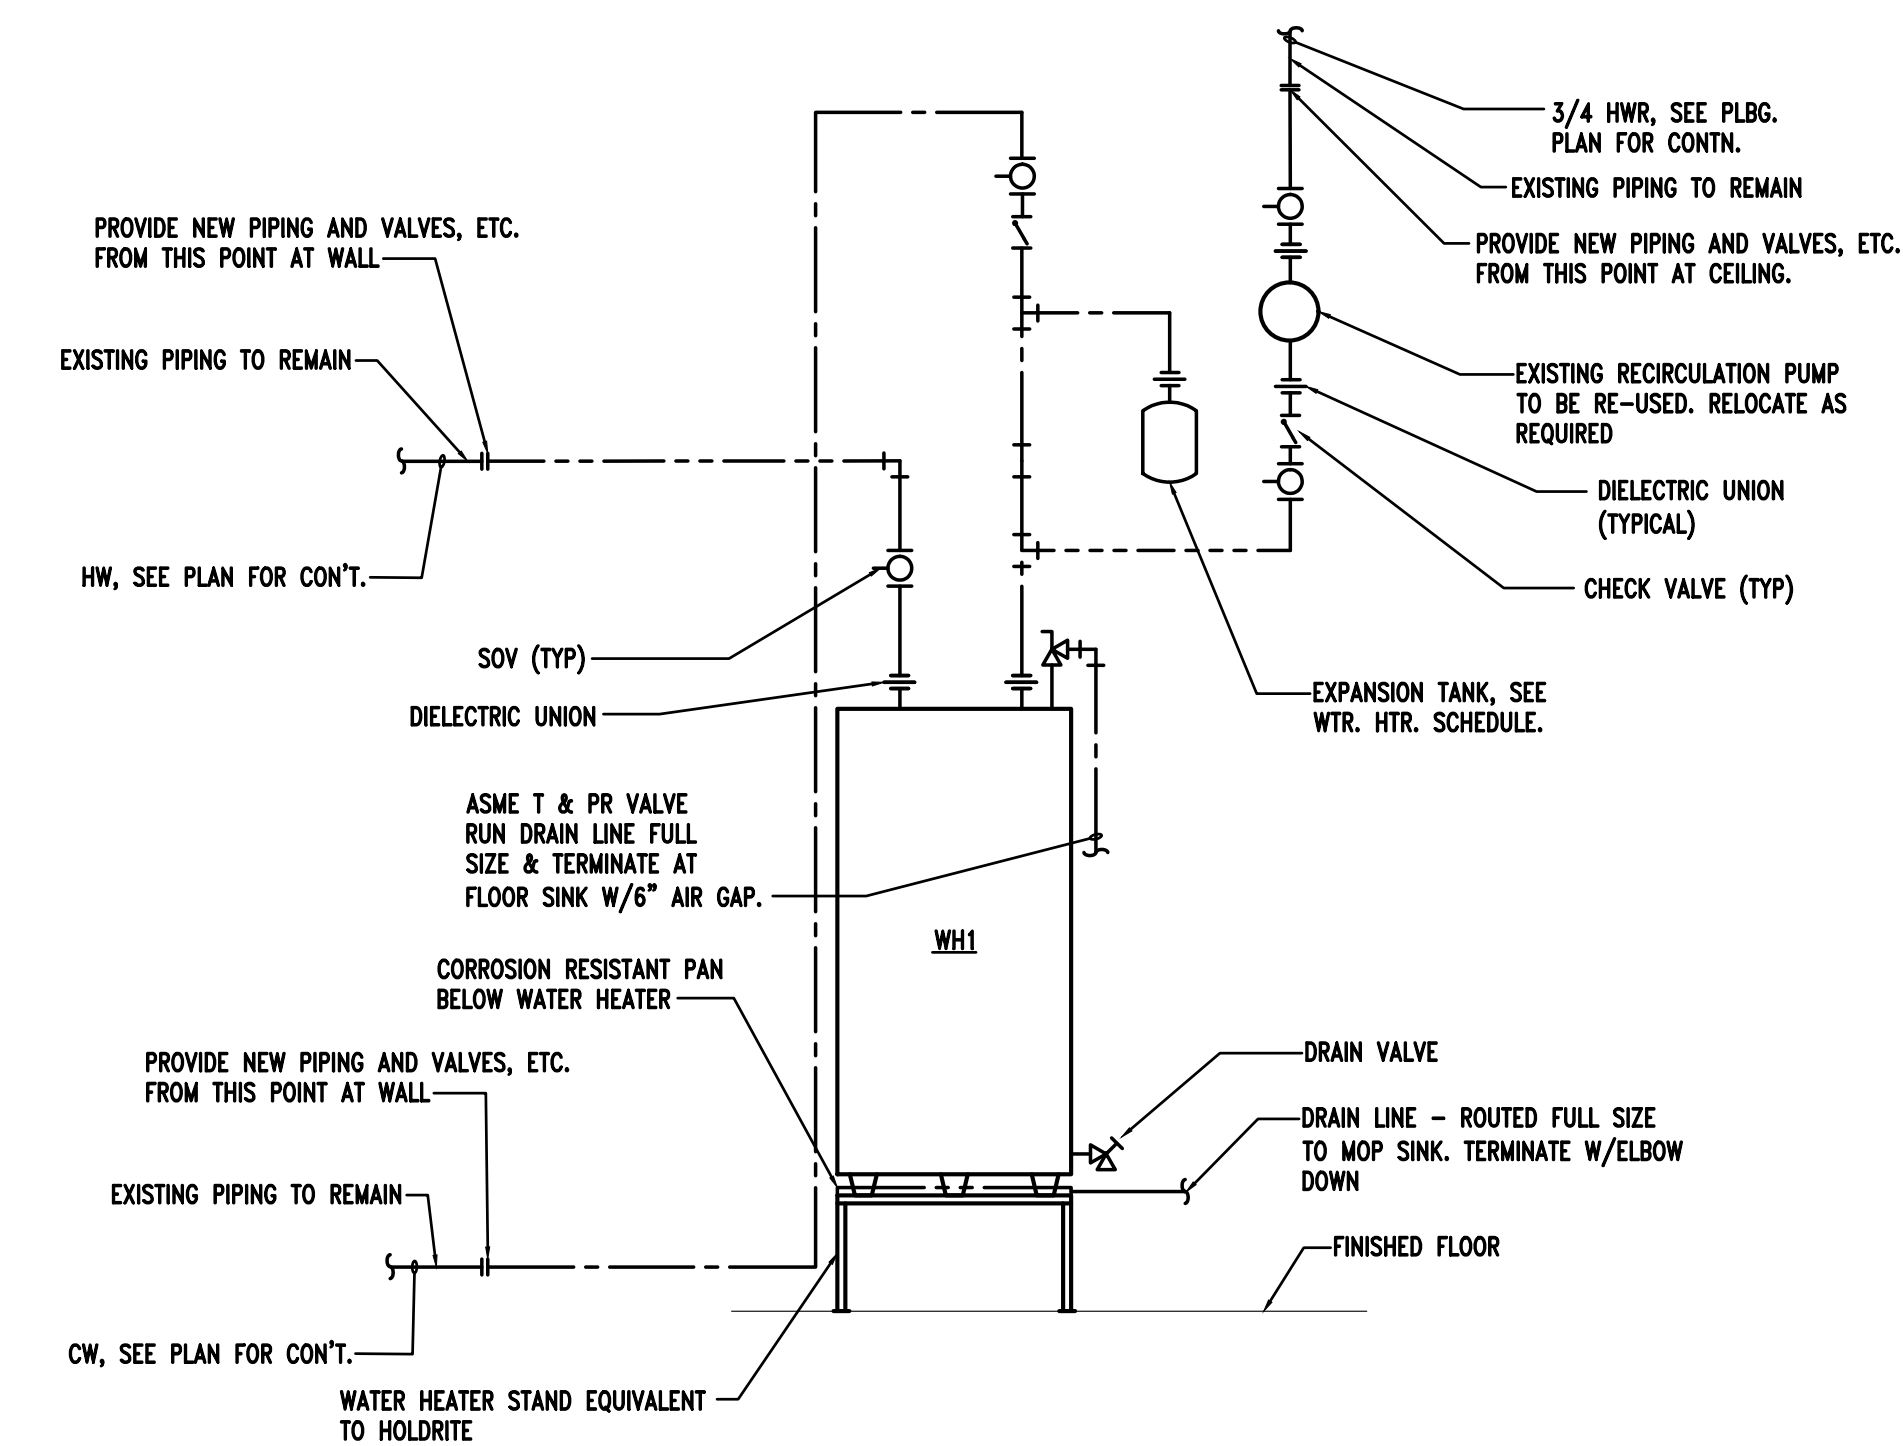 3/4 HWR, SEE PLBG.
PLAN FOR CONTN.
EXISTING PIPING TO REMAIN
PROVIDE NEW PIPING AND VALVES, ETC.
FROM THIS POINT AT CEILING.
PROVIDE NEW PIPING AND VALVES, ETC.
FROM THIS POINT AT WALL
EXISTING PIPING TO REMAIN
EXISTING RECIRCULATION PUMP
TO BE RE-USED. RELOCATE AS
REQUIRED
DIELECTRIC UNION
(TYPICAL)
HW, SEE PLAN FOR CON'T.
CHECK VALVE (TYP)
SOV (TYP)
DIELECTRIC UNION
EXPANSION TANK, SEE
WTR. HTR. SCHEDULE.
ASME T & PR VALVE
RUN DRAIN LINE FULL
SIZE & TERMINATE AT
FLOOR SINK W/6" AIR GAP.
WH1
CORROSION RESISTANT PAN
BELOW WATER HEATER
PROVIDE NEW PIPING AND VALVES, ETC.
FROM THIS POINT AT WALL
DRAIN VALVE
DRAIN LINE - ROUTED FULL SIZE
TO MOP SINK. TERMINATE W/ELBOW
DOWN
EXISTING PIPING TO REMAIN
FINISHED FLOOR
CW, SEE PLAN FOR CON'T.
WATER HEATER STAND EQUIVALENT
TO HOLDRITE